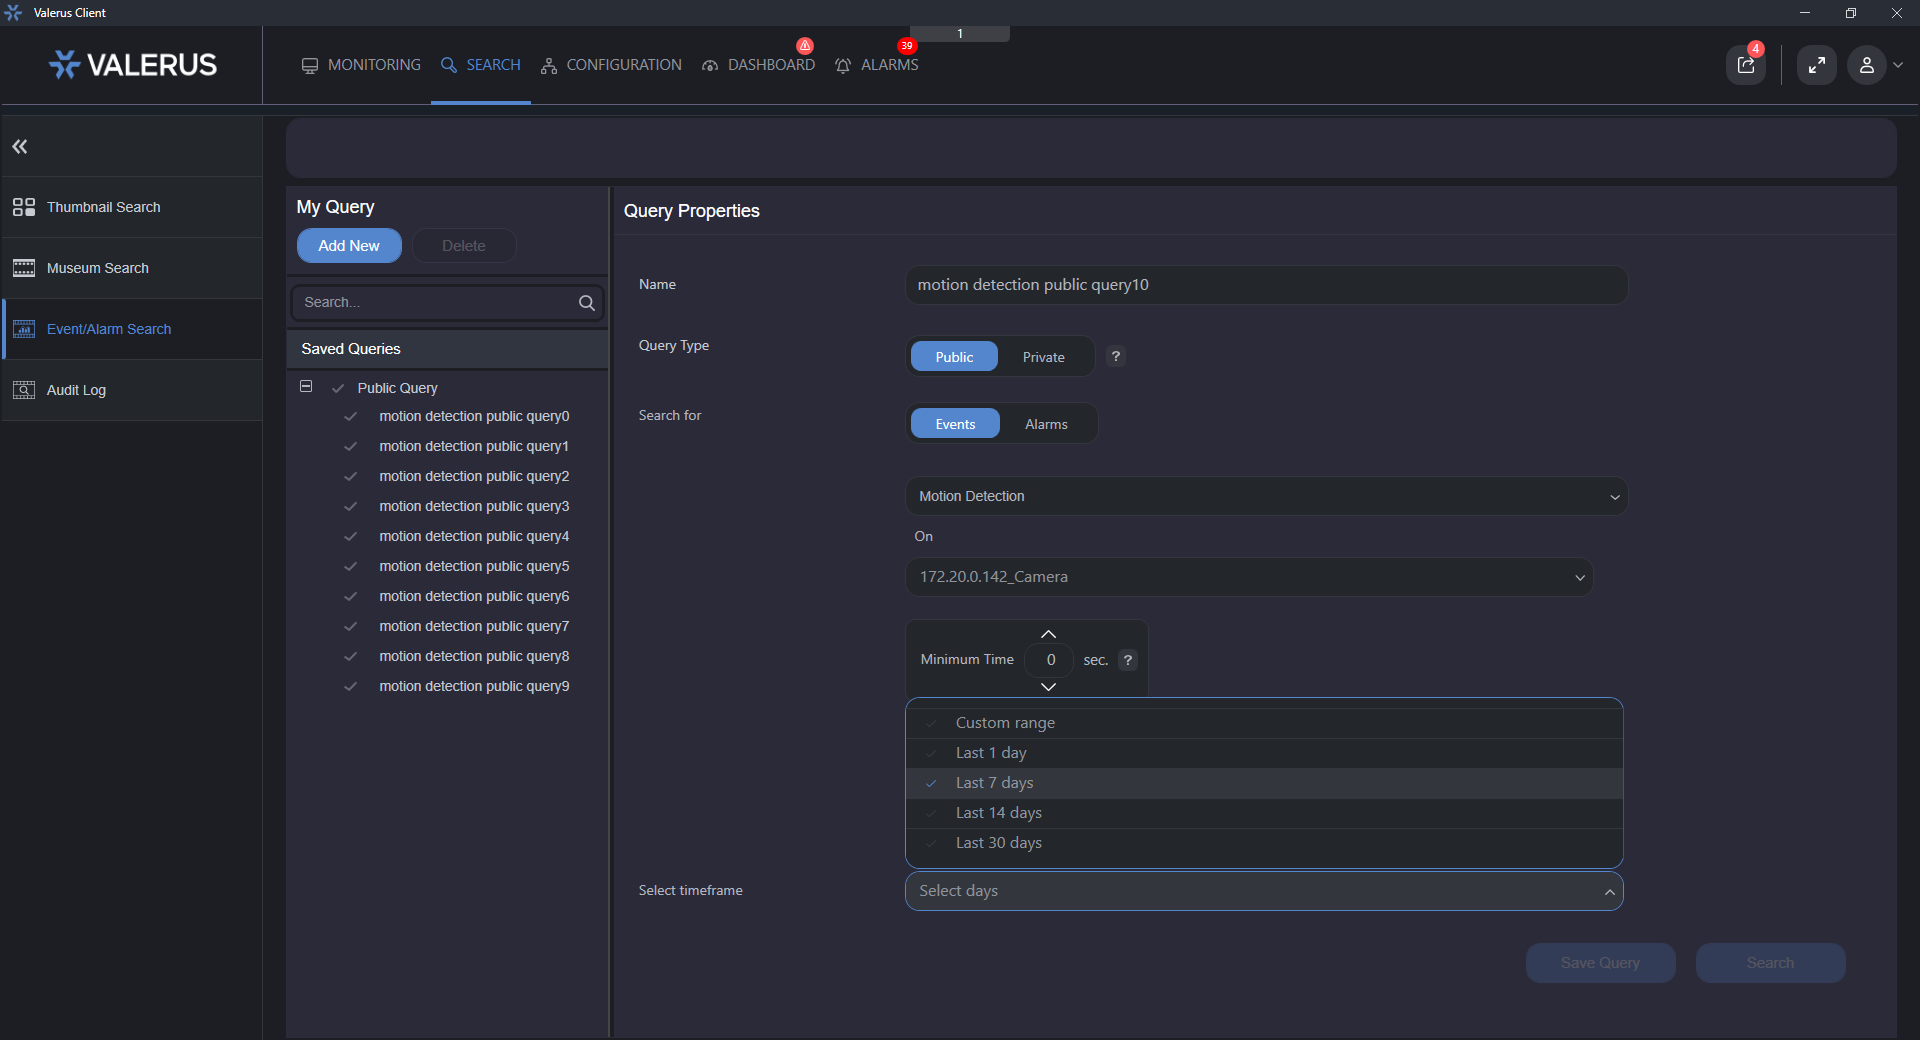 Valerus Client
1
VALERUS
MONITORING
SEARCH
CONFIGURATION
DASHBOARD
39
ALARMS
4
Thumbnail Search
Museum Search
Event/Alarm Search
Audit Log
My Query
Add New
Delete
Search...
Saved Queries
Public Query
motion detection public query0
motion detection public query1
motion detection public query2
motion detection public query3
motion detection public query4
motion detection public query5
motion detection public query6
motion detection public query7
motion detection public query8
motion detection public query9
Query Properties
Name
motion detection public query10
Query Type
Public
Private
?
Search for
Events
Alarms
Motion Detection
On
172.20.0.142_Camera
Minimum Time
0
sec.
?
Custom range
Last 1 day
Last 7 days
Last 14 days
Last 30 days
Select timeframe
Select days
Save Query
Search